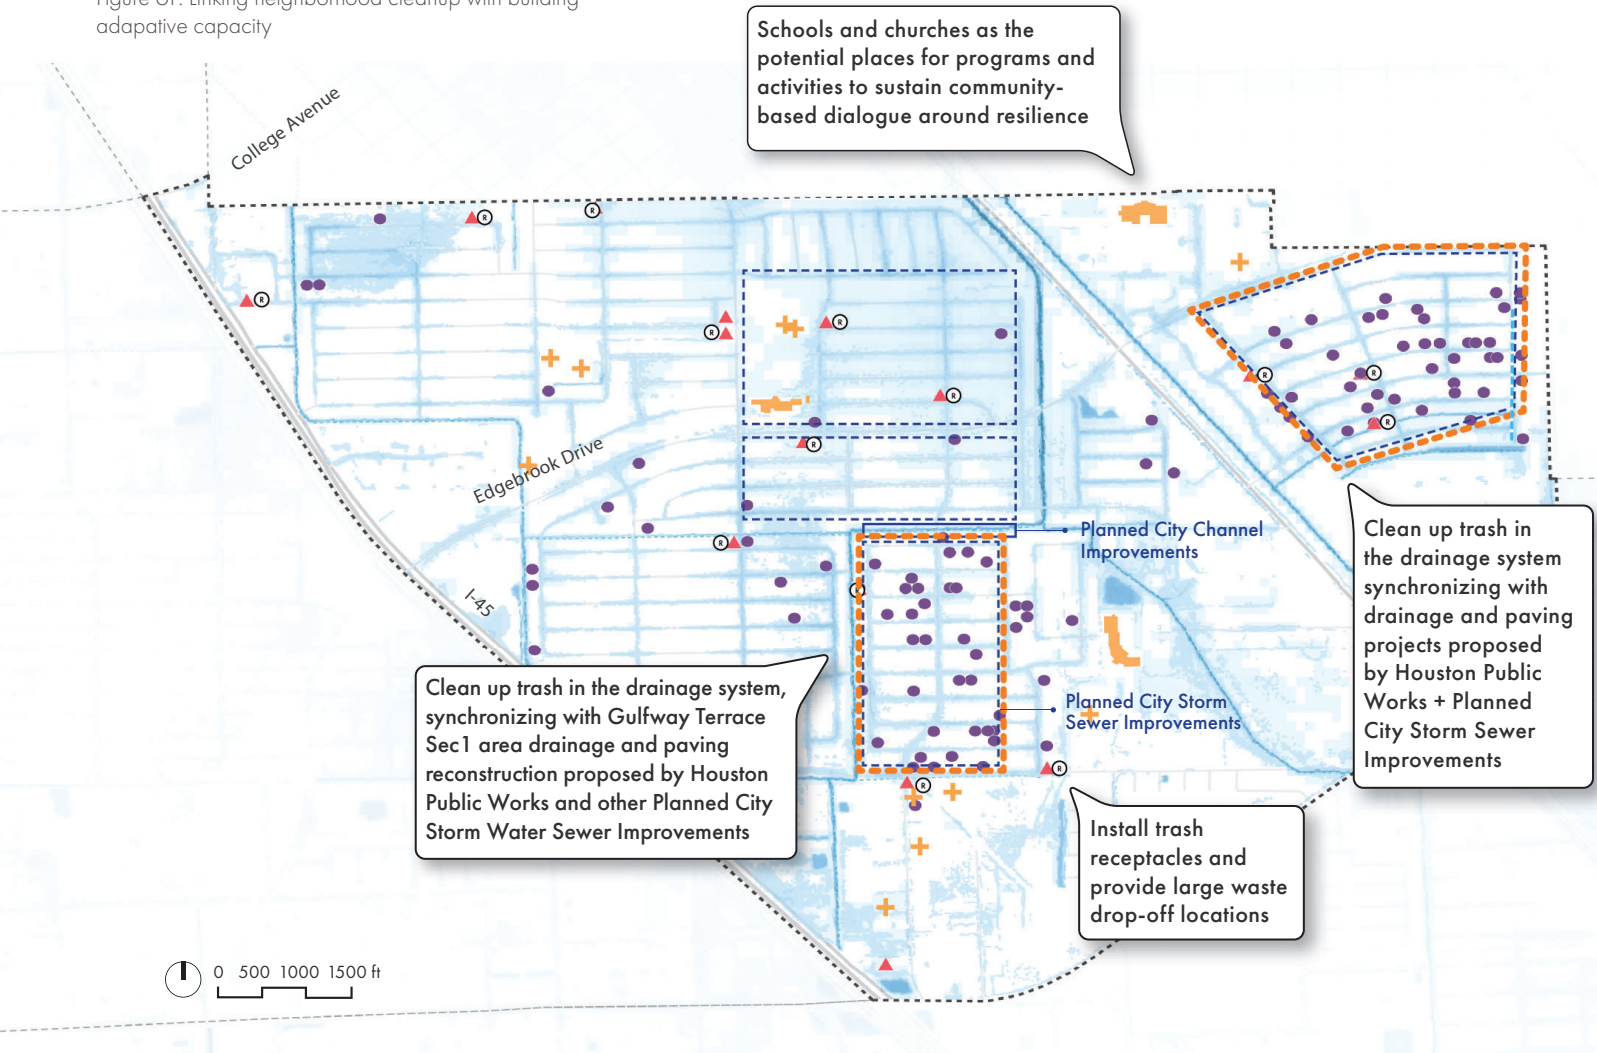 adapative capacity
Schools and churches as the
potential places for programs and
activities to sustain community-
based dialogue around resilience
College Avenue
R
R
R
R
R
R
R
R
R
R
Edgebrook Drive
R
R
Planned City Channel
Improvements
Clean up trash in
the drainage system
synchronizing with
drainage and paving
projects proposed
by Houston Public
Works + Planned
City Storm Sewer
Improvements
I-45
R
Clean up trash in the drainage system,
synchronizing with Gulfway Terrace
Sec1 area drainage and paving
reconstruction proposed by Houston
Public Works and other Planned City
Storm Water Sewer Improvements
Planned City Storm
Sewer Improvements
R
R
Install trash
receptacles and
provide large waste
drop-off locations
0 500 1000 1500 ft